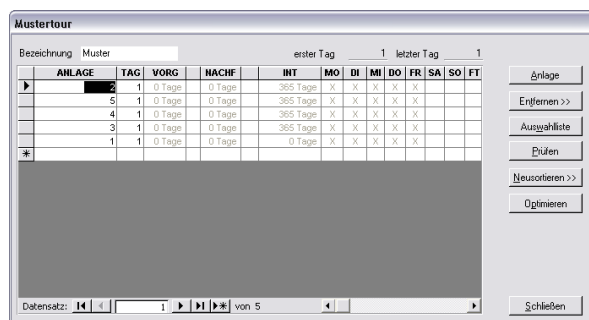 Mustertour
Bezeichnung Muster erster Tag 1 letzter Tag 1
ANLAGE TAG VORG NACHF INT MO DI MI DO FR SA SO FT
2 1 0 Tage 0 Tage 365 Tage X X X X X
5 1 0 Tage 0 Tage 365 Tage X X X X X
4 1 0 Tage 0 Tage 365 Tage X X X X X
3 1 0 Tage 0 Tage 365 Tage X X X X X
1 1 0 Tage 0 Tage 0 Tage X X X X X
Anlage
Entfernen >>
Auswahlliste
Prüfen
Neusortieren >>
Optimieren
Datensatz: 1 von 5
Schließen